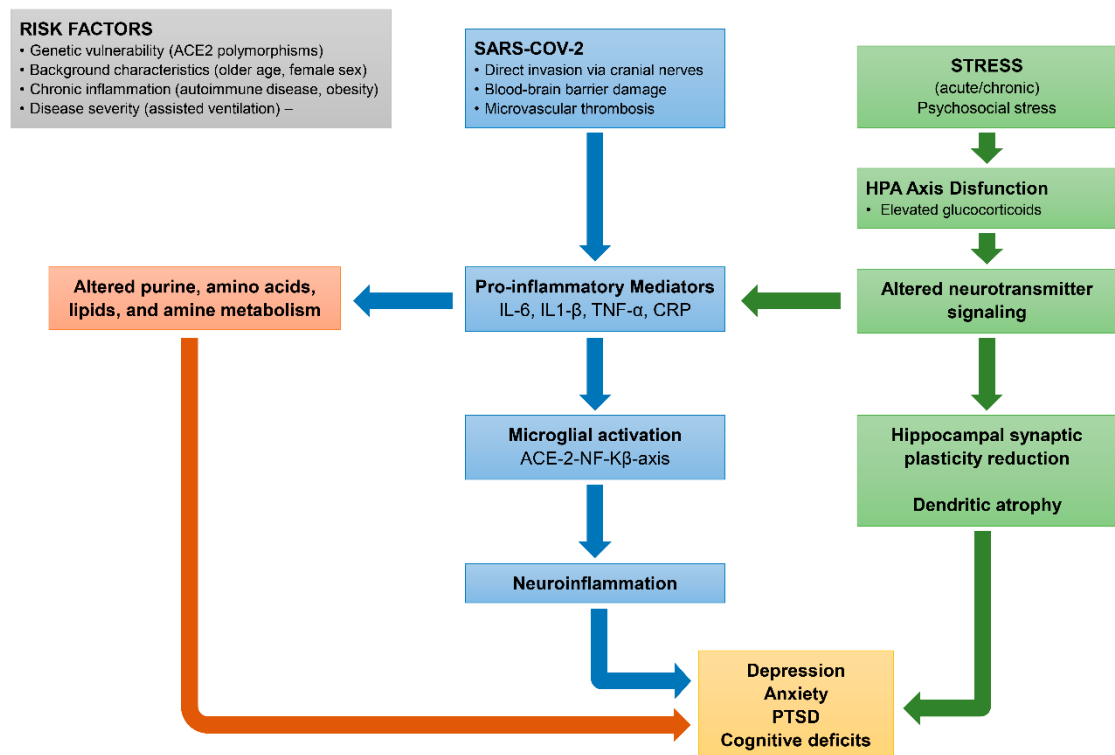 RISK FACTORS
• Genetic vulnerability (ACE2 polymorphisms)
• Background characteristics (older age, female sex)
• Chronic inflammation (autoimmune disease, obesity)
• Disease severity (assisted ventilation) –
SARS-COV-2
• Direct invasion via cranial nerves
• Blood-brain barrier damage
• Microvascular thrombosis
STRESS
(acute/chronic)
Psychosocial stress
HPA Axis Disfunction
• Elevated glucocorticoids
Altered purine, amino acids,
lipids, and amine metabolism
Pro-inflammatory Mediators
IL-6, IL1-β, TNF-α, CRP
Altered neurotransmitter
signaling
Microglial activation
ACE-2-NF-Kβ-axis
Hippocampal synaptic
plasticity reduction
Dendritic atrophy
Neuroinflammation
Depression
Anxiety
PTSD
Cognitive deficits